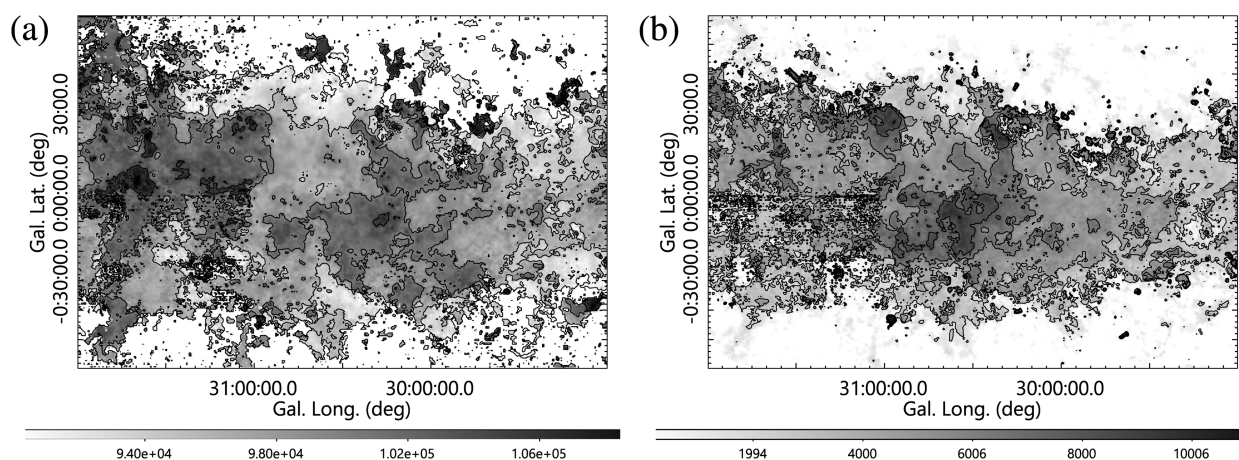 (a)
Gal. Lat. (deg)
-0:30:00.0 0:00:00.0 30:00.0
31:00:00.0 30:00:00.0
Gal. Long. (deg)
9.40e+04 9.80e+04 1.02e+05 1.06e+05
(b)
Gal. Lat. (deg)
-0:30:00.0 0:00:00.0 30:00.0
31:00:00.0 30:00:00.0
Gal. Long. (deg)
1994 4000 6006 8000 10006